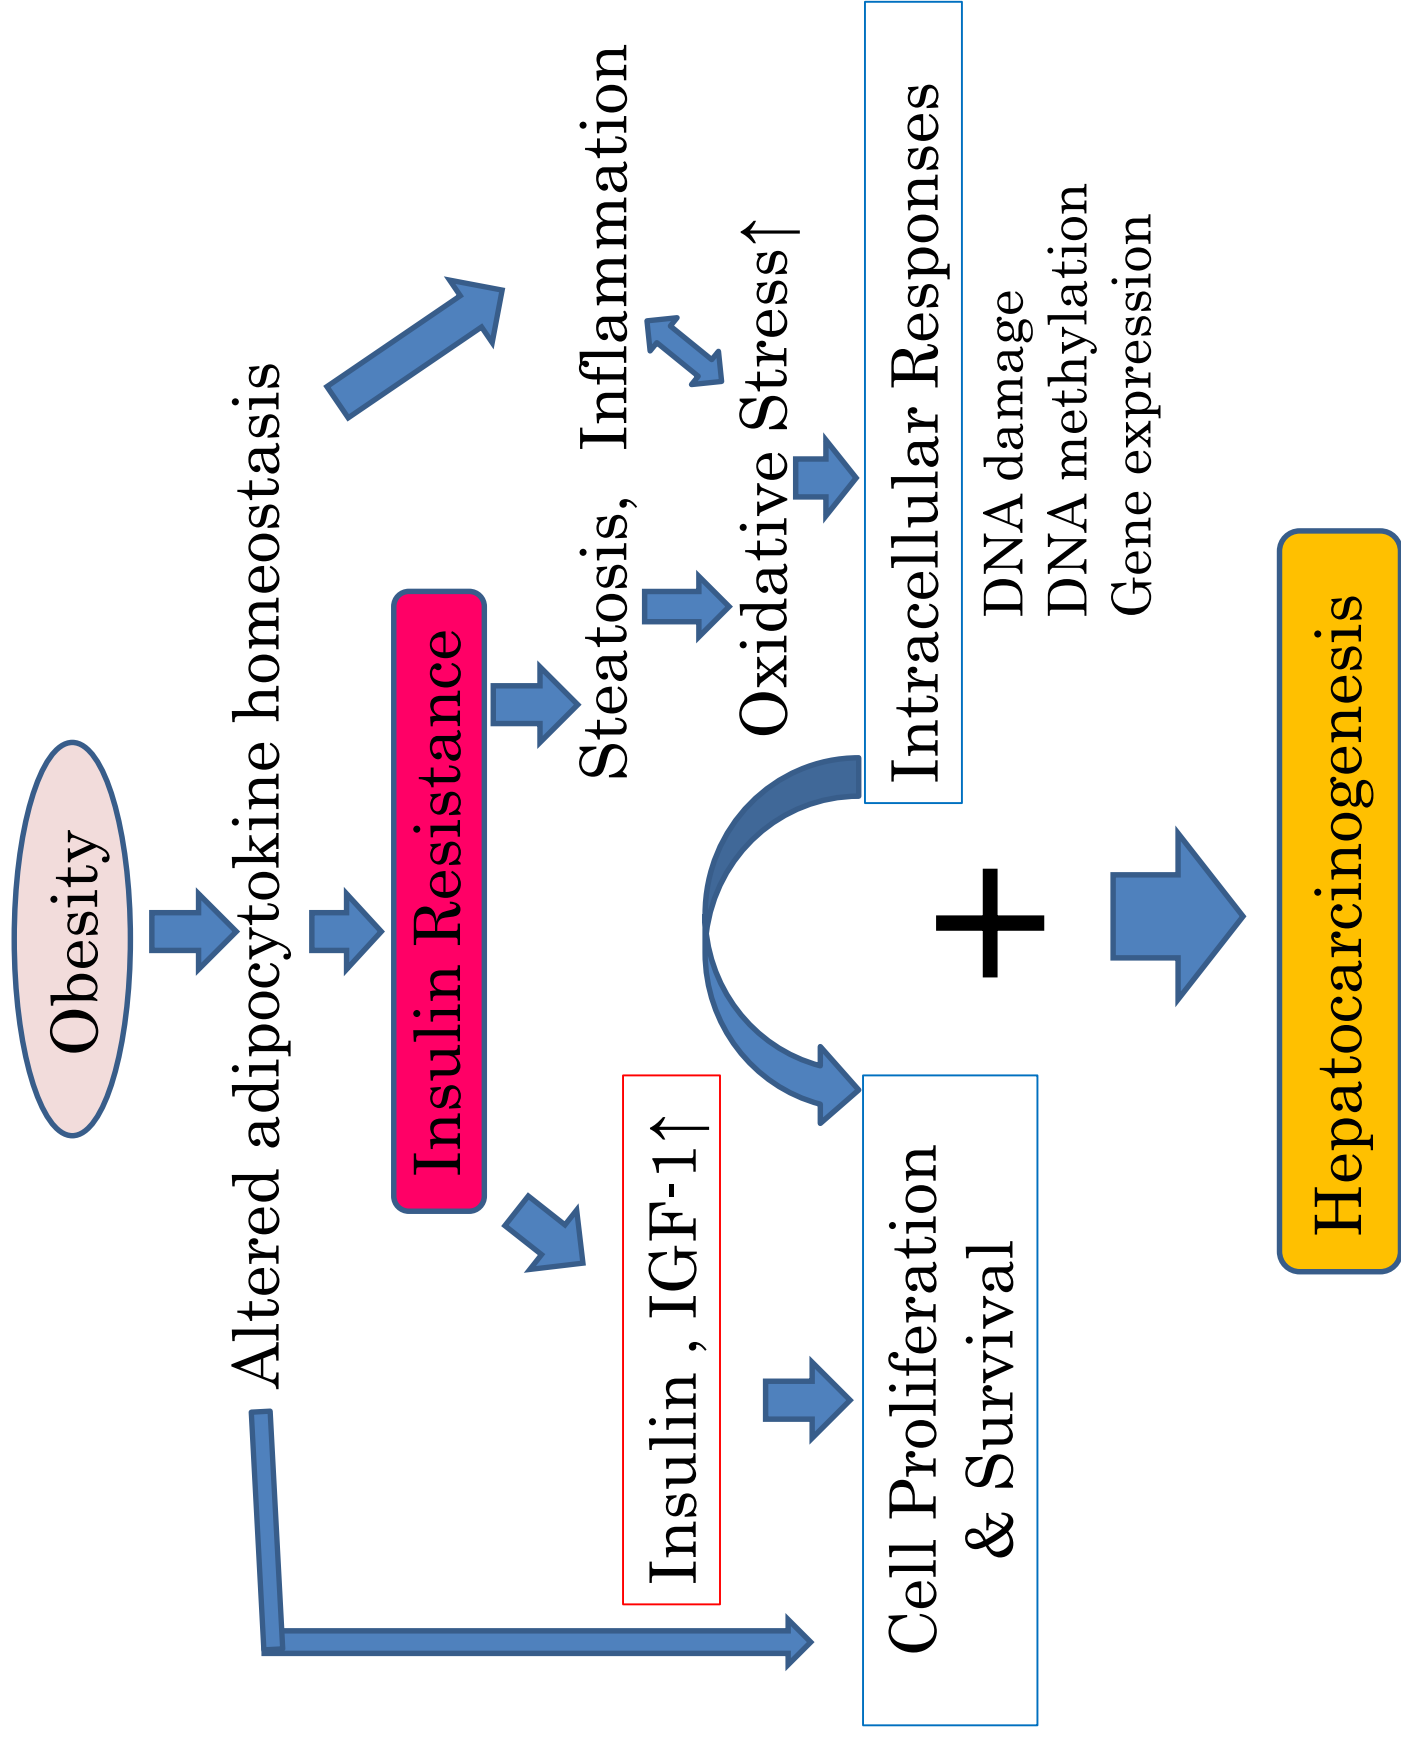 Obesity
Altered adipocytokine homeostasis
Insulin Resistance
Steatosis, Inflammation
Insulin , IGF-1↑
Oxidative Stress↑
Cell Proliferation
& Survival
Intracellular Responses
DNA damage
DNA methylation
Gene expression
+
Hepatocarcinogenesis